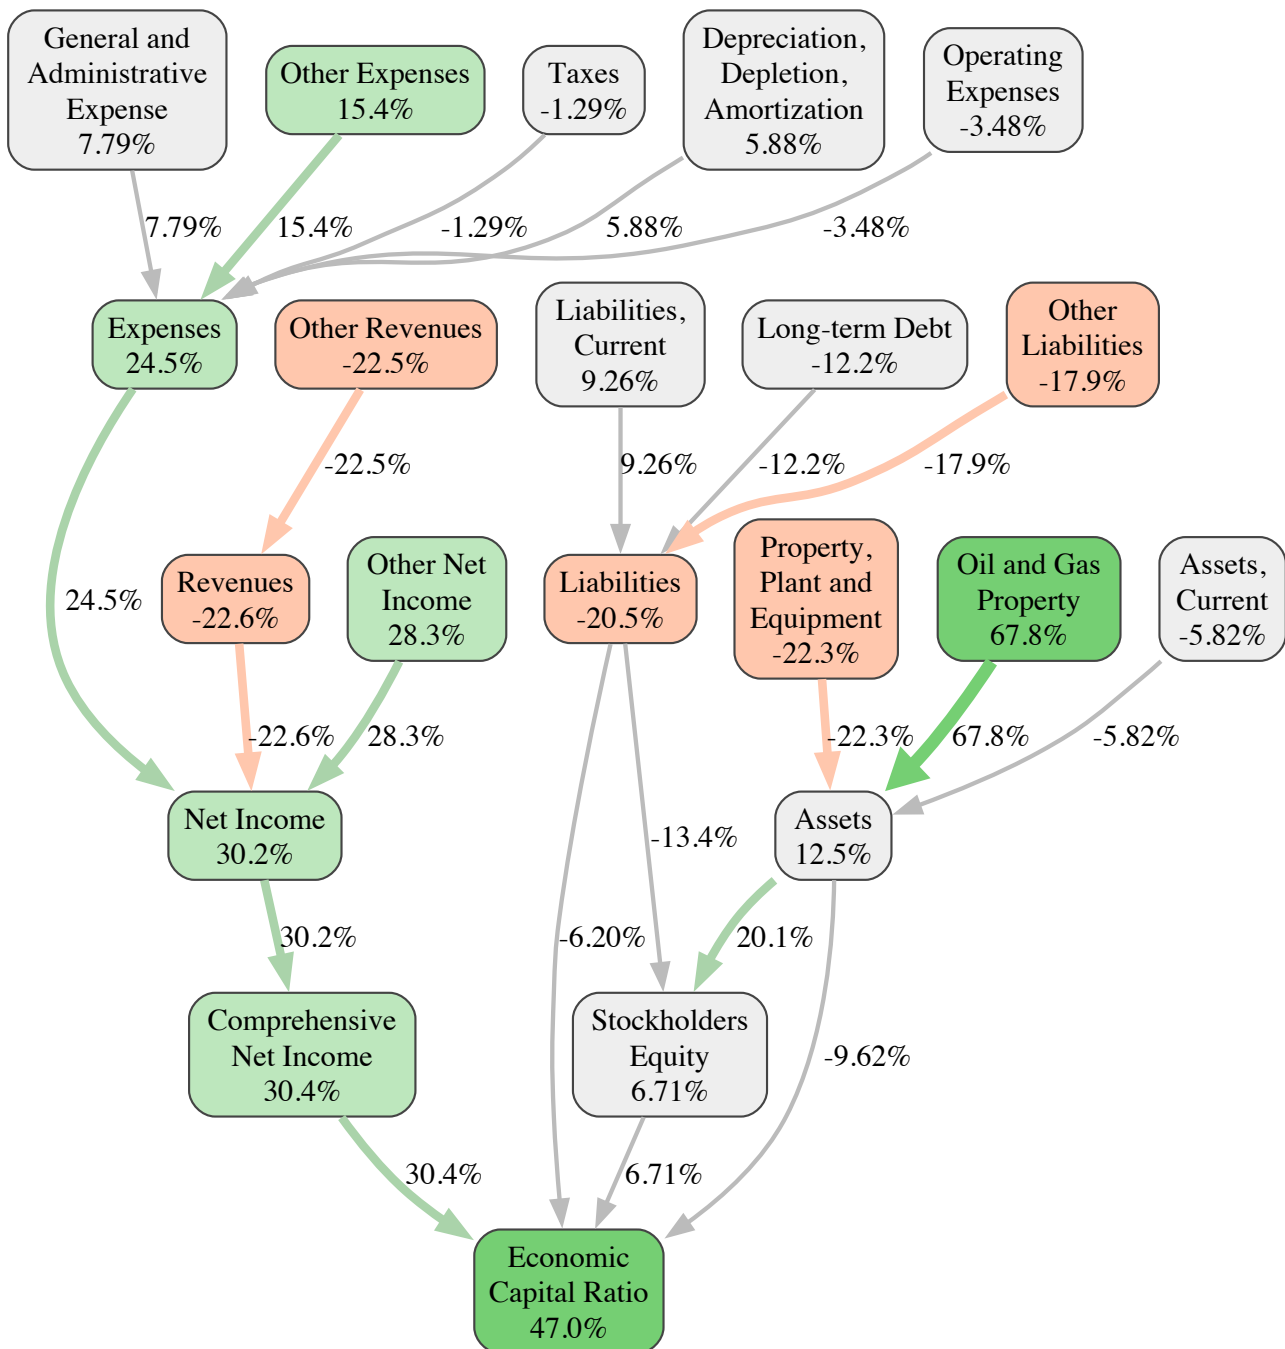 General and
Administrative
Expense
7.79%
Other Expenses
15.4%
Taxes
-1.29%
Depreciation,
Depletion,
Amortization
5.88%
Operating
Expenses
-3.48%
7.79%
15.4%
-1.29%
5.88%
-3.48%
Expenses
24.5%
Other Revenues
-22.5%
Liabilities,
Current
9.26%
Long-term Debt
-12.2%
Other
Liabilities
-17.9%
-22.5%
9.26%
-12.2%
-17.9%
24.5%
Revenues
-22.6%
Other Net
Income
28.3%
Liabilities
-20.5%
Property,
Plant and
Equipment
-22.3%
Oil and Gas
Property
67.8%
Assets,
Current
-5.82%
-22.6%
28.3%
-22.3%
67.8%
-5.82%
Net Income
30.2%
-13.4%
Assets
12.5%
30.2%
-6.20%
20.1%
Comprehensive
Net Income
30.4%
Stockholders
Equity
6.71%
-9.62%
30.4%
6.71%
Economic
Capital Ratio
47.0%